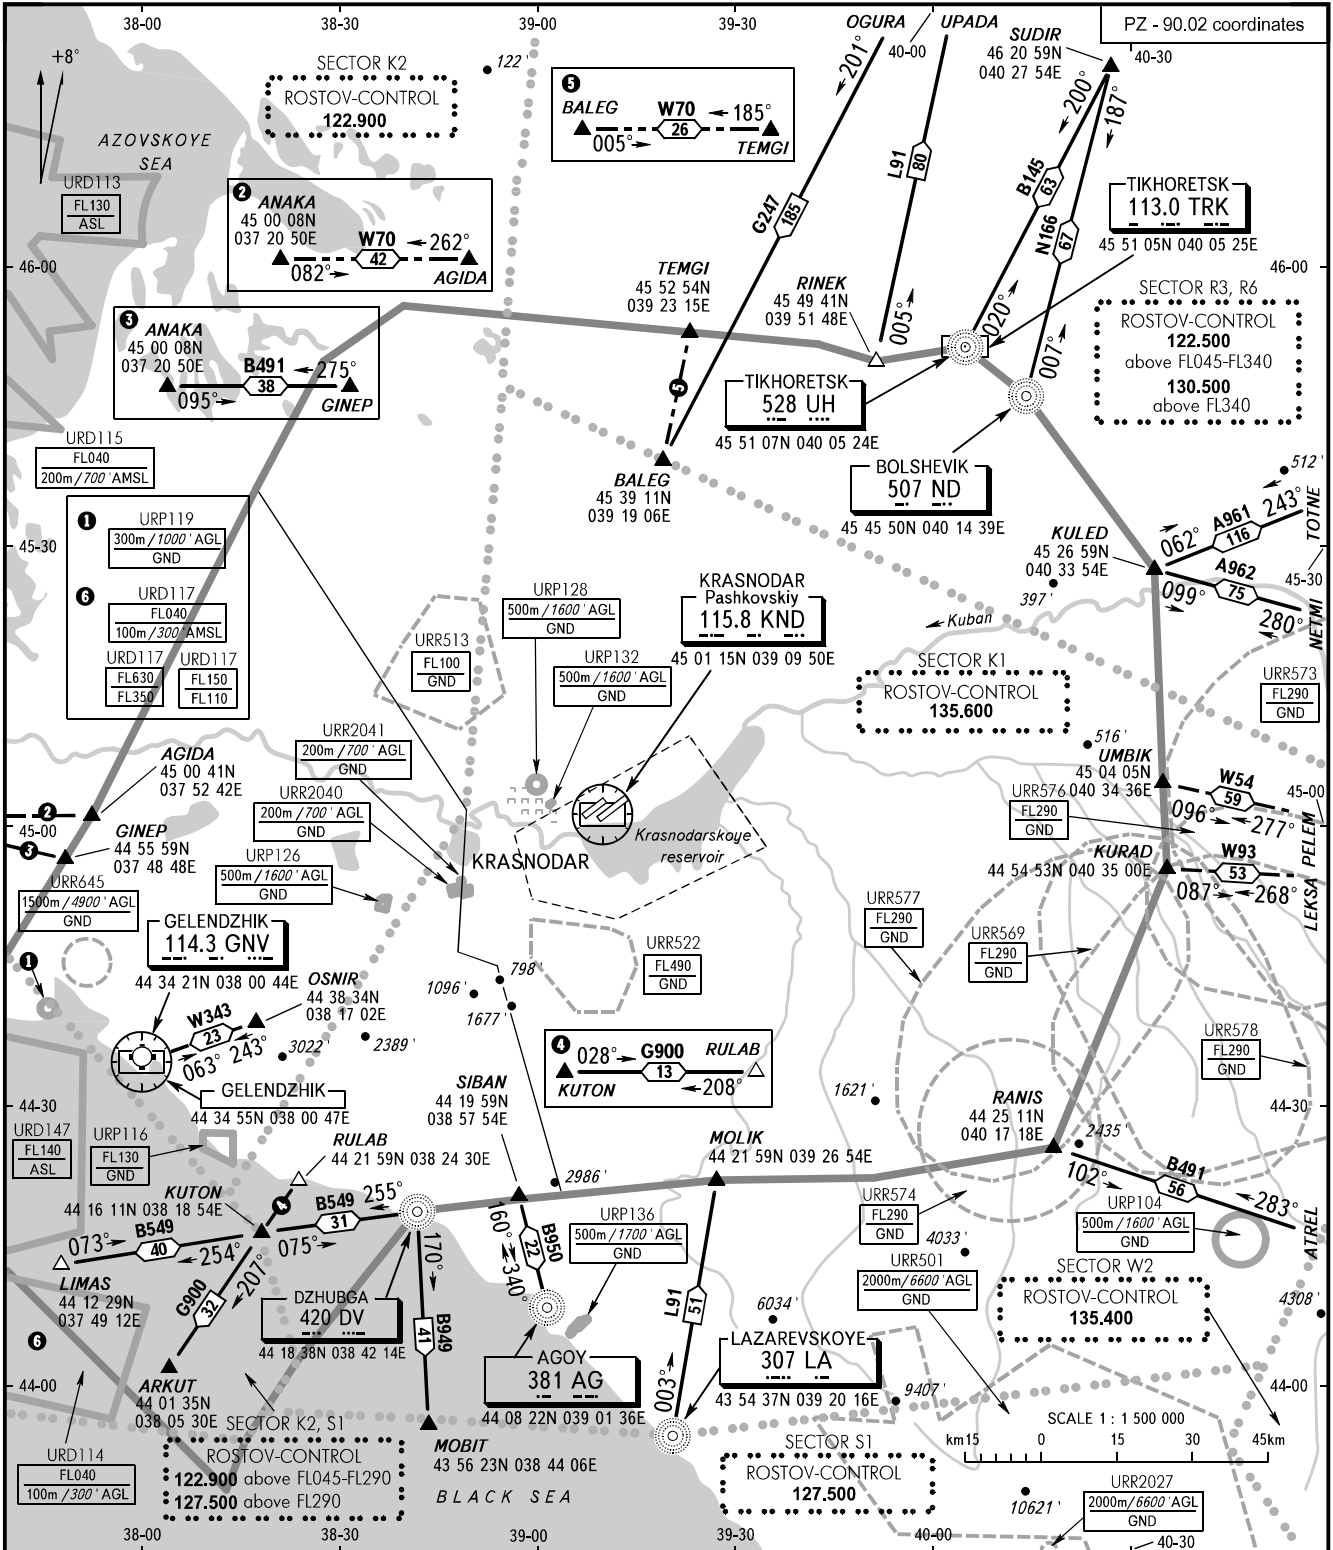 38-00
38-30
39-00
39-30
OGURA
40-00
UPADA
PZ - 90.02 coordinates
SUDIR
46 20 59N
040 27 54E
40-30
+8°
SECTOR K2
ROSTOV-CONTROL
122.900
122'
5
BALEG
W70
185°
26
005°
TEMGI
201°
200°
187°
AZOVSKOYE
SEA
URD113
FL130
ASL
2
ANAKA
45 00 08N
037 20 50E
W70
262°
42
082°
AGIDA
L91
80
B145
63
G247
185
N166
67
TIKHORETSK
113.0 TRK
45 51 05N 040 05 25E
46-00
TEMGI
45 52 54N
039 23 15E
RINEK
45 49 41N
039 51 48E
005°
020°
007°
46-00
SECTOR R3, R6
ROSTOV-CONTROL
122.500
above FL045-FL340
130.500
above FL340
3
ANAKA
45 00 08N
037 20 50E
B491
275°
38
095°
GINEP
5
TIKHORETSK
528 UH
45 51 07N 040 05 24E
URD115
FL040
200m/700'AMSL
BALEG
45 39 11N
039 19 06E
BOLSHEVIK
507 ND
45 45 50N 040 14 39E
512'
1
URP119
300m/1000'AGL
GND
45-30
KULED
45 26 59N
040 33 54E
062°
A961
116
243°
TOTNE
A962
75
099°
280°
NETMI
45-30
397'
6
URD117
FL040
100m/300'AMSL
URD117
FL630
FL350
URD117
FL150
FL110
URP128
500m/1600'AGL
GND
KRASNODAR
Pashkovskiy
115.8 KND
45 01 15N 039 09 50E
Kuban
URR513
FL100
GND
URP132
500m/1600'AGL
GND
SECTOR K1
ROSTOV-CONTROL
135.600
URR573
FL290
GND
URR2041
200m/700'AGL
GND
516'
AGIDA
45 00 41N
037 52 42E
URR2040
200m/700'AGL
GND
UMBIK
45 04 05N
040 34 36E
W54
59
096°
277°
PELEM
45-00
URR576
FL290
GND
2
45-00
3
GINEP
44 55 59N
037 48 48E
KRASNODAR
Krasnodarskoye
reservoir
URP126
500m/1600'AGL
GND
KURAD
44 54 53N 040 35 00E
W93
53
087°
268°
LEKSA
URR645
1500m/4900'AGL
GND
URR577
FL290
GND
GELENDZHIK
114.3 GNV
44 34 21N 038 00 44E
URR522
FL490
GND
URR569
FL290
GND
1
OSNIR
44 38 34N
038 17 02E
798'
1096'
1677'
W343
23
063°
243°
3022'
2389'
GELENDZHIK
44 34 55N 038 00 47E
4
028°
G900
RULAB
13
KUTON
208°
URR578
FL290
GND
SIBAN
44 19 59N
038 57 54E
1621'
RANIS
44 25 11N
040 17 18E
44-30
44-30
URD147
FL140
ASL
URP116
FL130
GND
RULAB
44 21 59N 038 24 30E
MOLIK
44 21 59N 039 26 54E
2435'
2986'
102°
B491
56
283°
ATREL
KUTON
44 16 11N 038 18 54E
4
B549
255°
31
075°
URR574
FL290
GND
URP104
500m/1600'AGL
GND
073°
B549
40
254°
160°
B950
22
340°
URP136
500m/1700'AGL
GND
4033'
URR501
2000m/6600'AGL
GND
SECTOR W2
ROSTOV-CONTROL
135.400
LIMAS
44 12 29N
037 49 12E
207°
G900
32
170°
DZHUBGA
420 DV
44 18 38N 038 42 14E
B949
41
L91
51
6034'
4308'
6
AGOY
381 AG
44 08 22N 039 01 36E
LAZAREVSKOYE
307 LA
43 54 37N 039 20 16E
003°
44-00
44-00
ARKUT
44 01 35N
038 05 30E
9407'
SCALE 1 : 1 500 000
km15
0
15
30
45km
URD114
FL040
100m/300'AGL
SECTOR K2, S1
ROSTOV-CONTROL
122.900 above FL045-FL290
127.500 above FL290
MOBIT
43 56 23N 038 44 06E
BLACK SEA
SECTOR S1
ROSTOV-CONTROL
127.500
10621'
URR2027
2000m/6600'AGL
GND
38-00
38-30
39-00
39-30
40-00
40-30